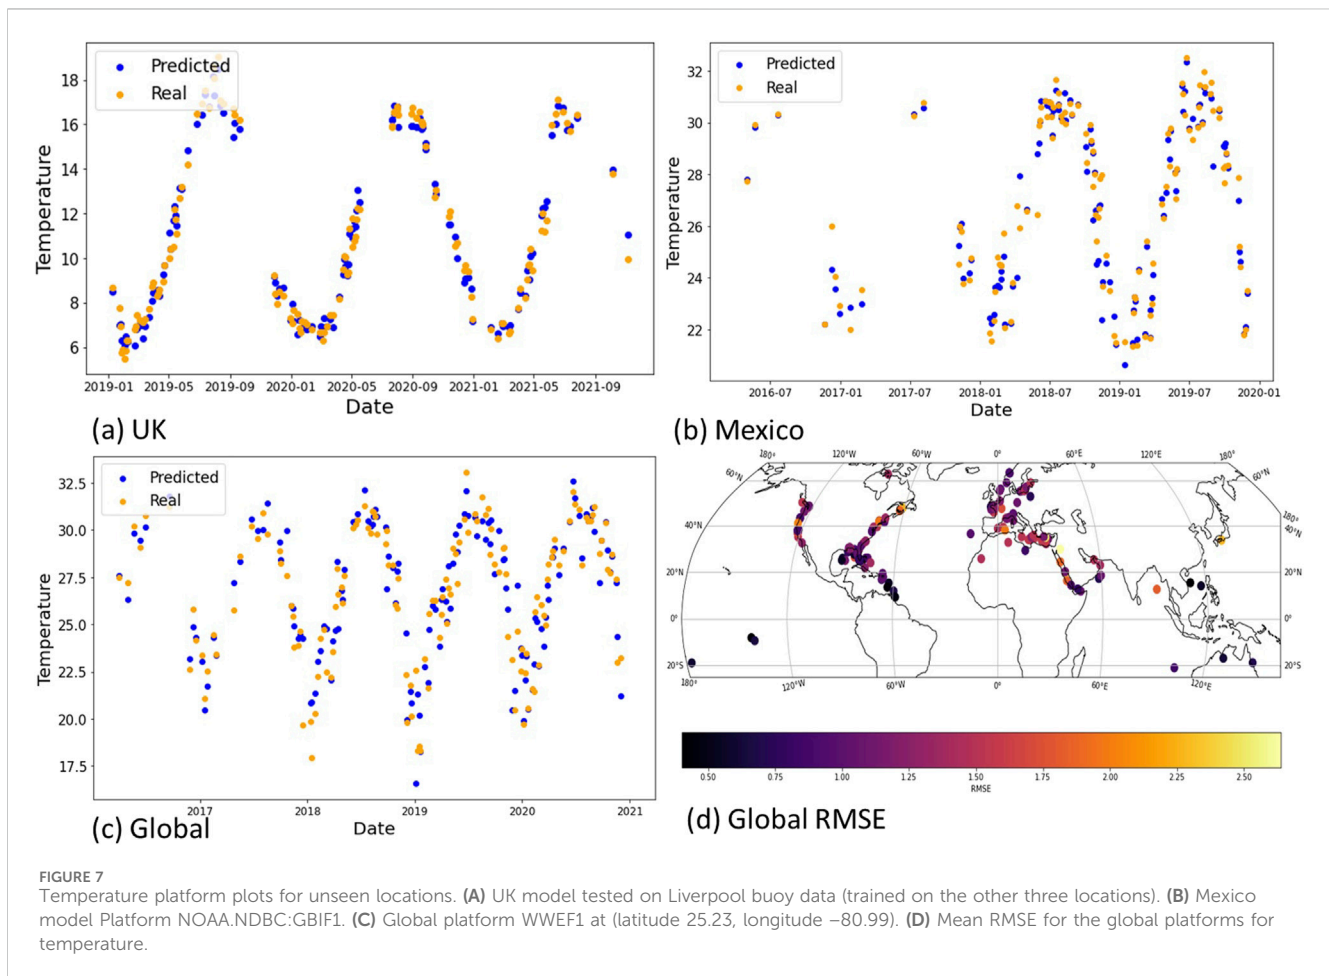 Predicted
Real
18
16
14
12
10
8
6
Temperature
2019-01 2019-05 2019-09 2020-01 2020-05 2020-09 2021-01 2021-05 2021-09
Date
(a) UK
Predicted
Real
32
30
28
26
24
22
Temperature
2016-07 2017-01 2017-07 2018-01 2018-07 2019-01 2019-07 2020-01
Date
(b) Mexico
Predicted
Real
32.5
30.0
27.5
25.0
22.5
20.0
17.5
Temperature
2017 2018 2019 2020 2021
Date
(c) Global
180° 120°W 60°W 0° 60°E 120°E 180°
60°N 60°N
40°N 180° 40°N
20°N 20°N
0° 0°
20°S 20°S
180° 120°W 60°W 0° 60°E 120°E 180°
0.50 0.75 1.00 1.25 1.50 1.75 2.00 2.25 2.50
RMSE
(d) Global RMSE
FIGURE 7
Temperature platform plots for unseen locations. (A) UK model tested on Liverpool buoy data (trained on the other three locations). (B) Mexico
model Platform NOAA.NDBC:GBIF1. (C) Global platform WWEF1 at (latitude 25.23, longitude −80.99). (D) Mean RMSE for the global platforms for
temperature.